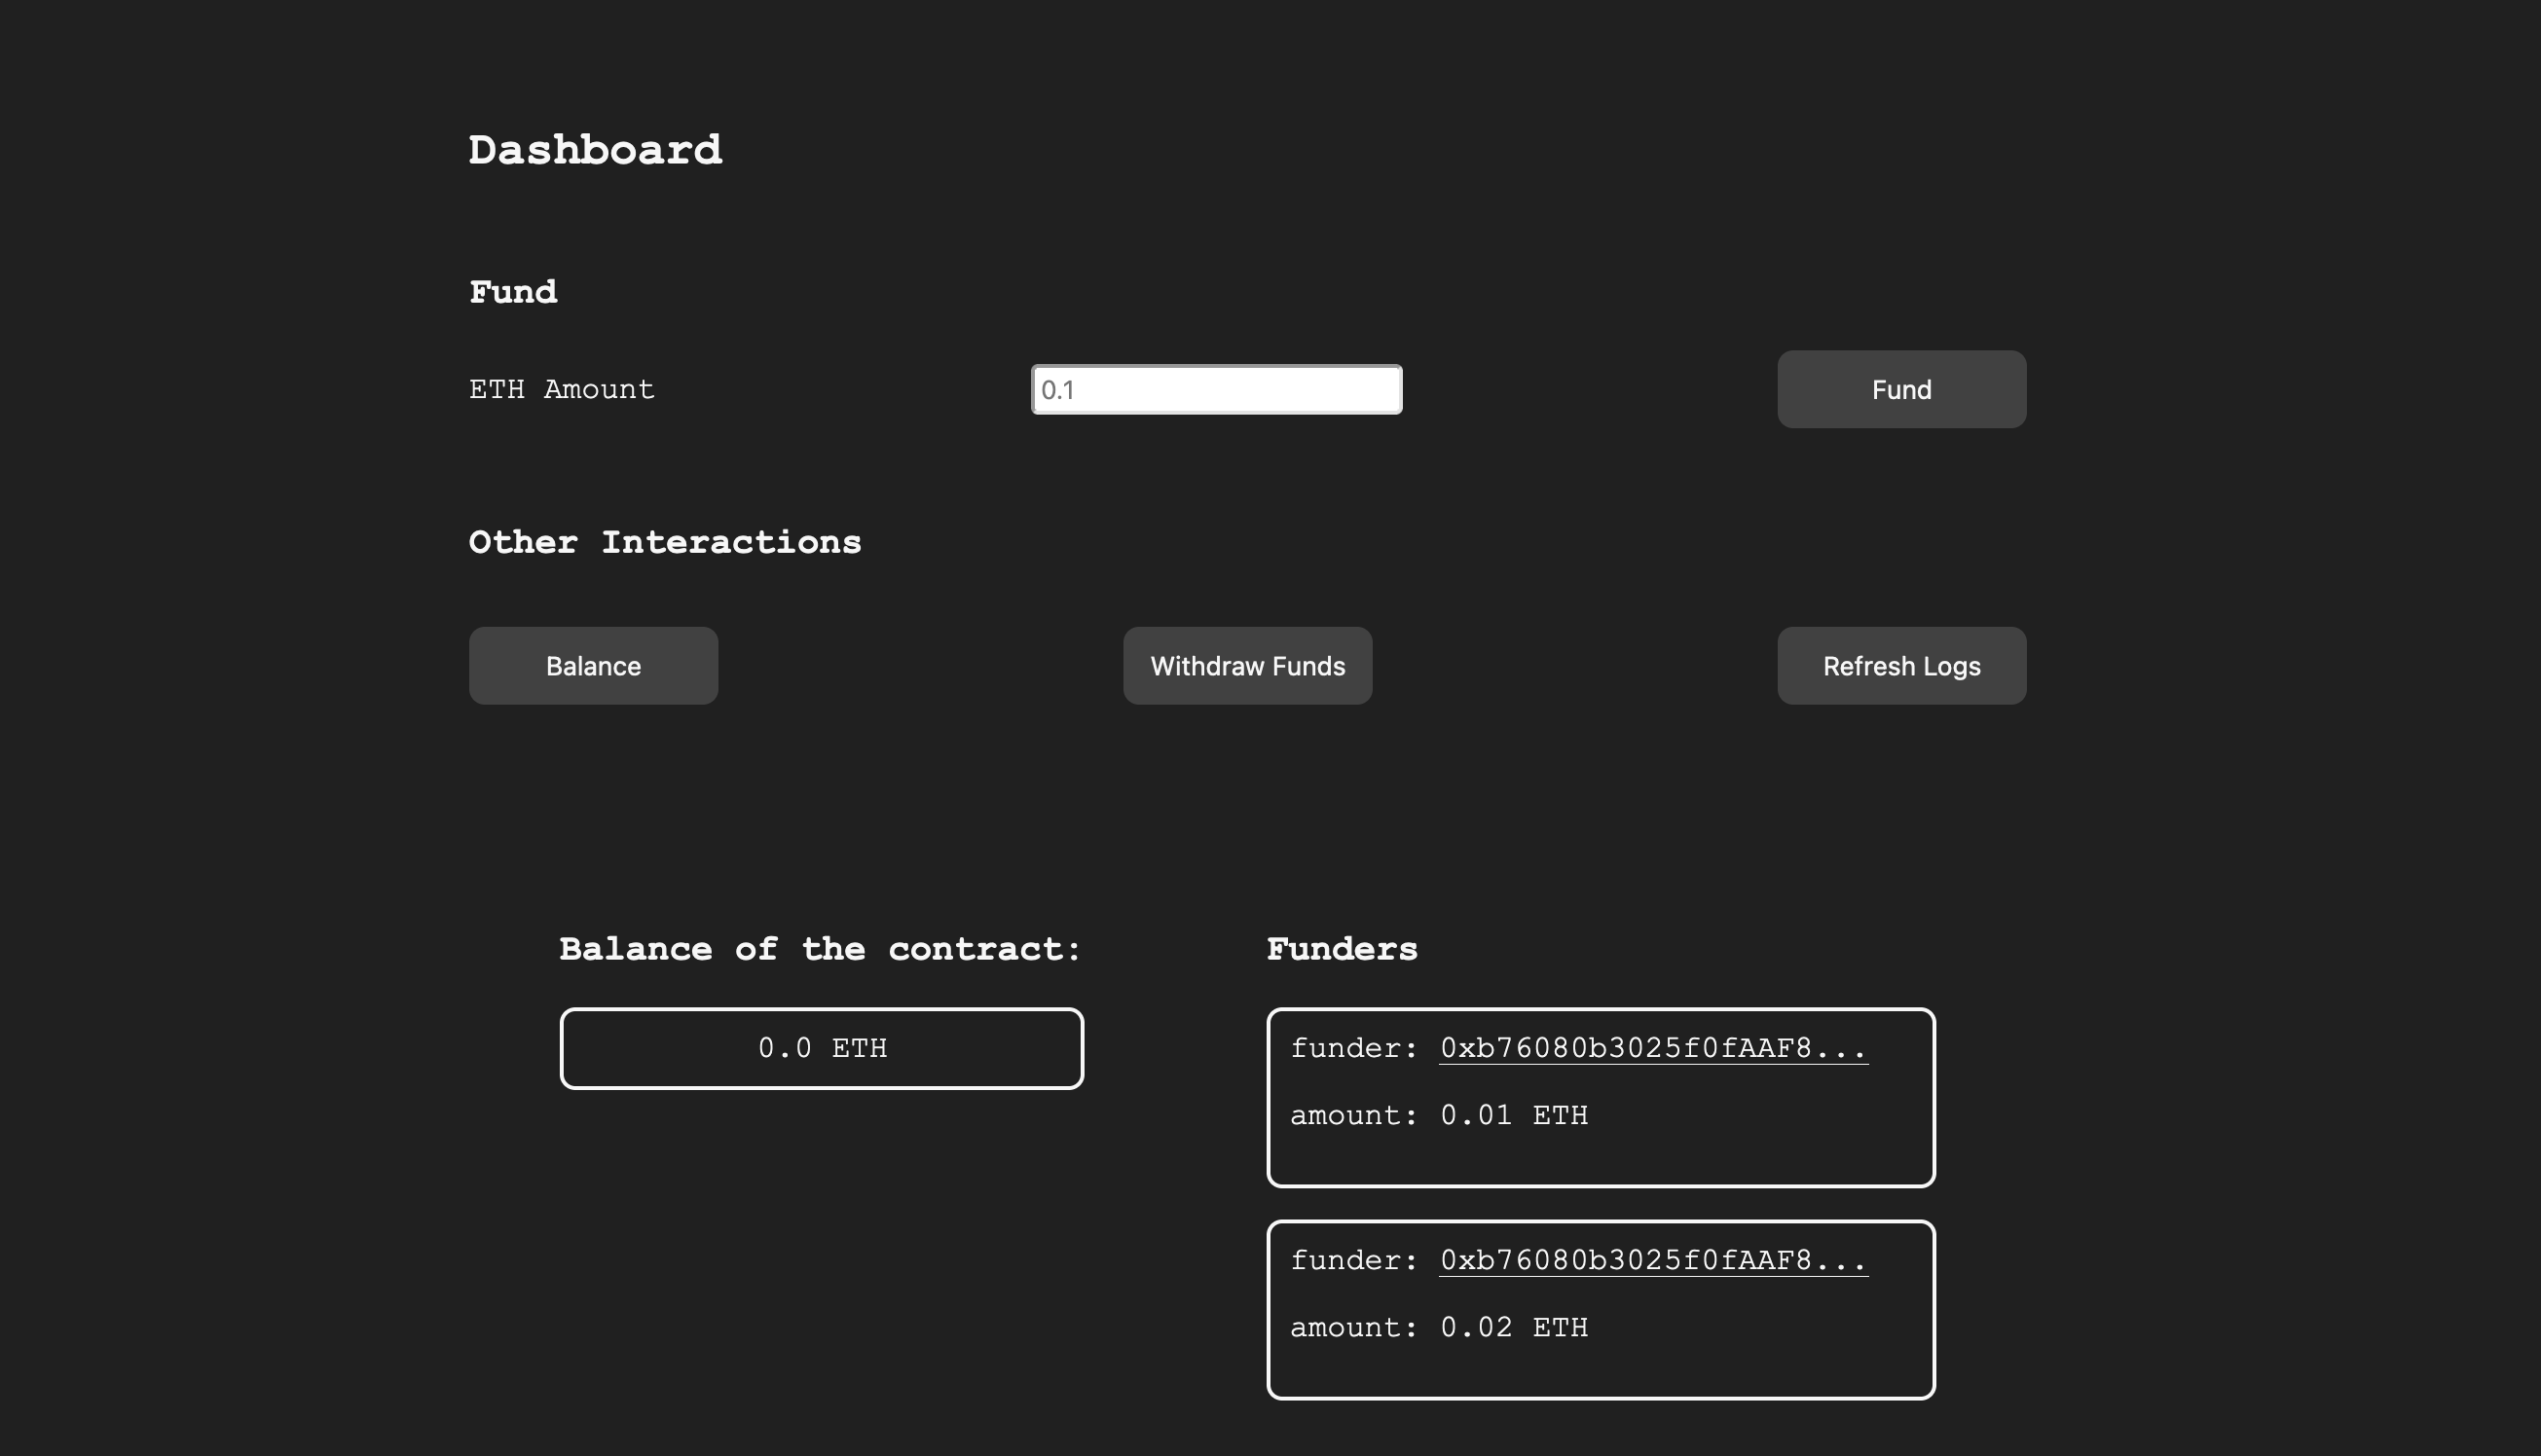 Dashboard
Fund
ETH Amount
0.1
Fund
Other Interactions
Balance
Withdraw Funds
Refresh Logs
Balance of the contract:
0.0 ETH
Funders
funder: 0xb76080b3025f0fAAF8...
amount: 0.01 ETH
funder: 0xb76080b3025f0fAAF8...
amount: 0.02 ETH